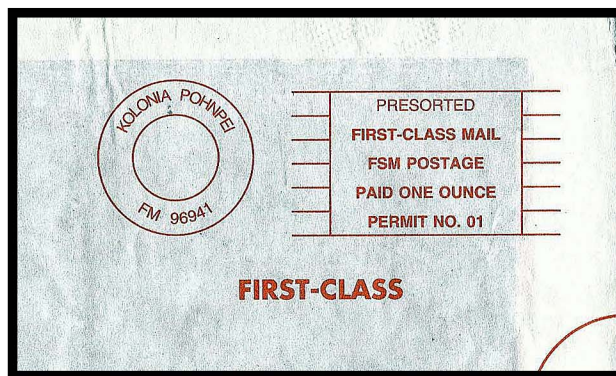 KOLONIA POHNPEI
FM 96941
PRESORTED
FIRST-CLASS MAIL
FSM POSTAGE
PAID ONE OUNCE
PERMIT NO. 01
FIRST-CLASS